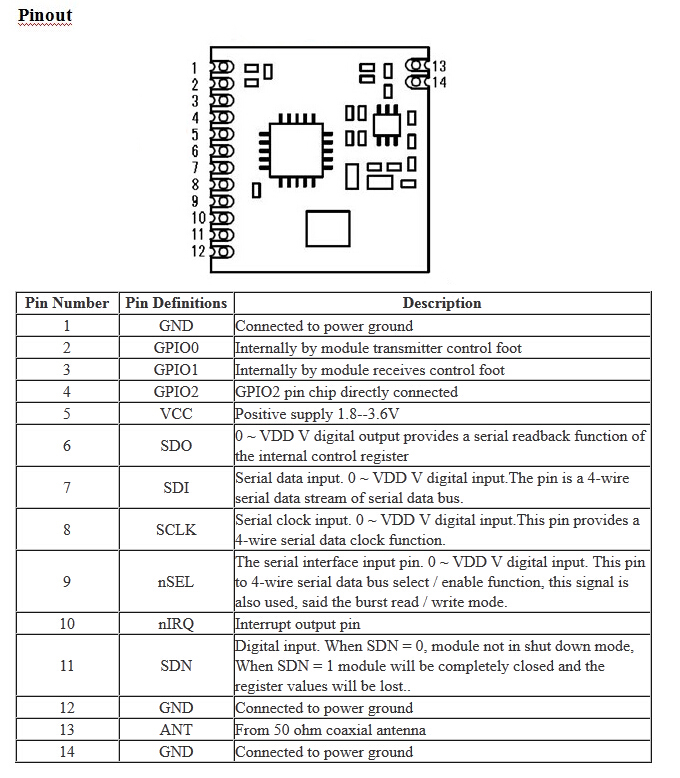 Pinout
1
2
3
4
5
6
7
8
9
10
11
12
13
14
Pin Number Pin Definitions Description
1 GND Connected to power ground
2 GPIO0 Internally by module transmitter control foot
3 GPIO1 Internally by module receives control foot
4 GPIO2 GPIO2 pin chip directly connected
5 VCC Positive supply 1.8--3.6V
6 SDO 0 ~ VDD V digital output provides a serial readback function of
the internal control register
7 SDI Serial data input. 0 ~ VDD V digital input.The pin is a 4-wire
serial data stream of serial data bus.
8 SCLK Serial clock input. 0 ~ VDD V digital input.This pin provides a
4-wire serial data clock function.
9 nSEL The serial interface input pin. 0 ~ VDD V digital input. This pin
to 4-wire serial data bus select / enable function, this signal is
also used, said the burst read / write mode.
10 nIRQ Interrupt output pin
11 SDN Digital input. When SDN = 0, module not in shut down mode,
When SDN = 1 module will be completely closed and the
register values will be lost..
12 GND Connected to power ground
13 ANT From 50 ohm coaxial antenna
14 GND Connected to power ground